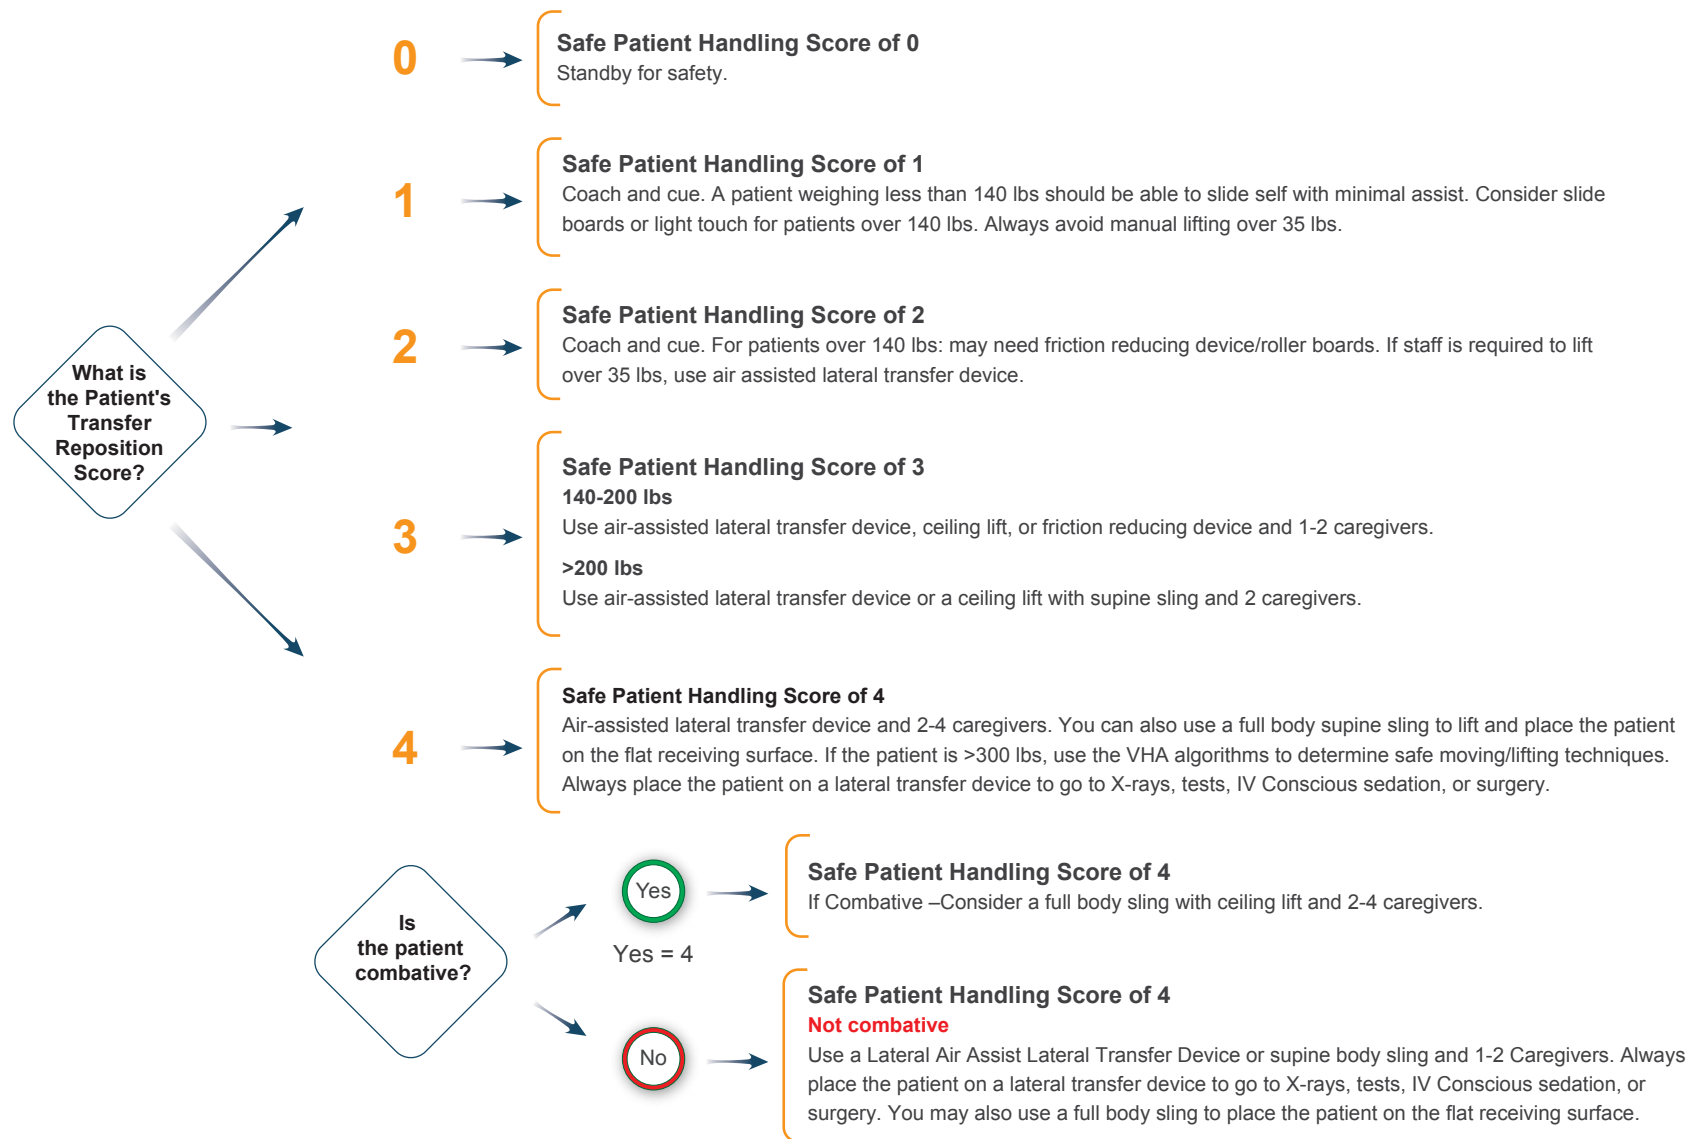 0
Safe Patient Handling Score of 0
Standby for safety.
1
Safe Patient Handling Score of 1
Coach and cue. A patient weighing less than 140 lbs should be able to slide self with minimal assist. Consider slide
boards or light touch for patients over 140 lbs. Always avoid manual lifting over 35 lbs.
2
Safe Patient Handling Score of 2
Coach and cue. For patients over 140 lbs: may need friction reducing device/roller boards. If staff is required to lift
over 35 lbs, use air assisted lateral transfer device.
What is
the Patient's
Transfer
Reposition
Score?
3
Safe Patient Handling Score of 3
140-200 lbs
Use air-assisted lateral transfer device, ceiling lift, or friction reducing device and 1-2 caregivers.
>200 lbs
Use air-assisted lateral transfer device or a ceiling lift with supine sling and 2 caregivers.
4
Safe Patient Handling Score of 4
Air-assisted lateral transfer device and 2-4 caregivers. You can also use a full body supine sling to lift and place the patient
on the flat receiving surface. If the patient is >300 lbs, use the VHA algorithms to determine safe moving/lifting techniques.
Always place the patient on a lateral transfer device to go to X-rays, tests, IV Conscious sedation, or surgery.
Is
the patient
combative?
Yes
Yes = 4
Safe Patient Handling Score of 4
If Combative –Consider a full body sling with ceiling lift and 2-4 caregivers.
No
Safe Patient Handling Score of 4
Not combative
Use a Lateral Air Assist Lateral Transfer Device or supine body sling and 1-2 Caregivers. Always
place the patient on a lateral transfer device to go to X-rays, tests, IV Conscious sedation, or
surgery. You may also use a full body sling to place the patient on the flat receiving surface.